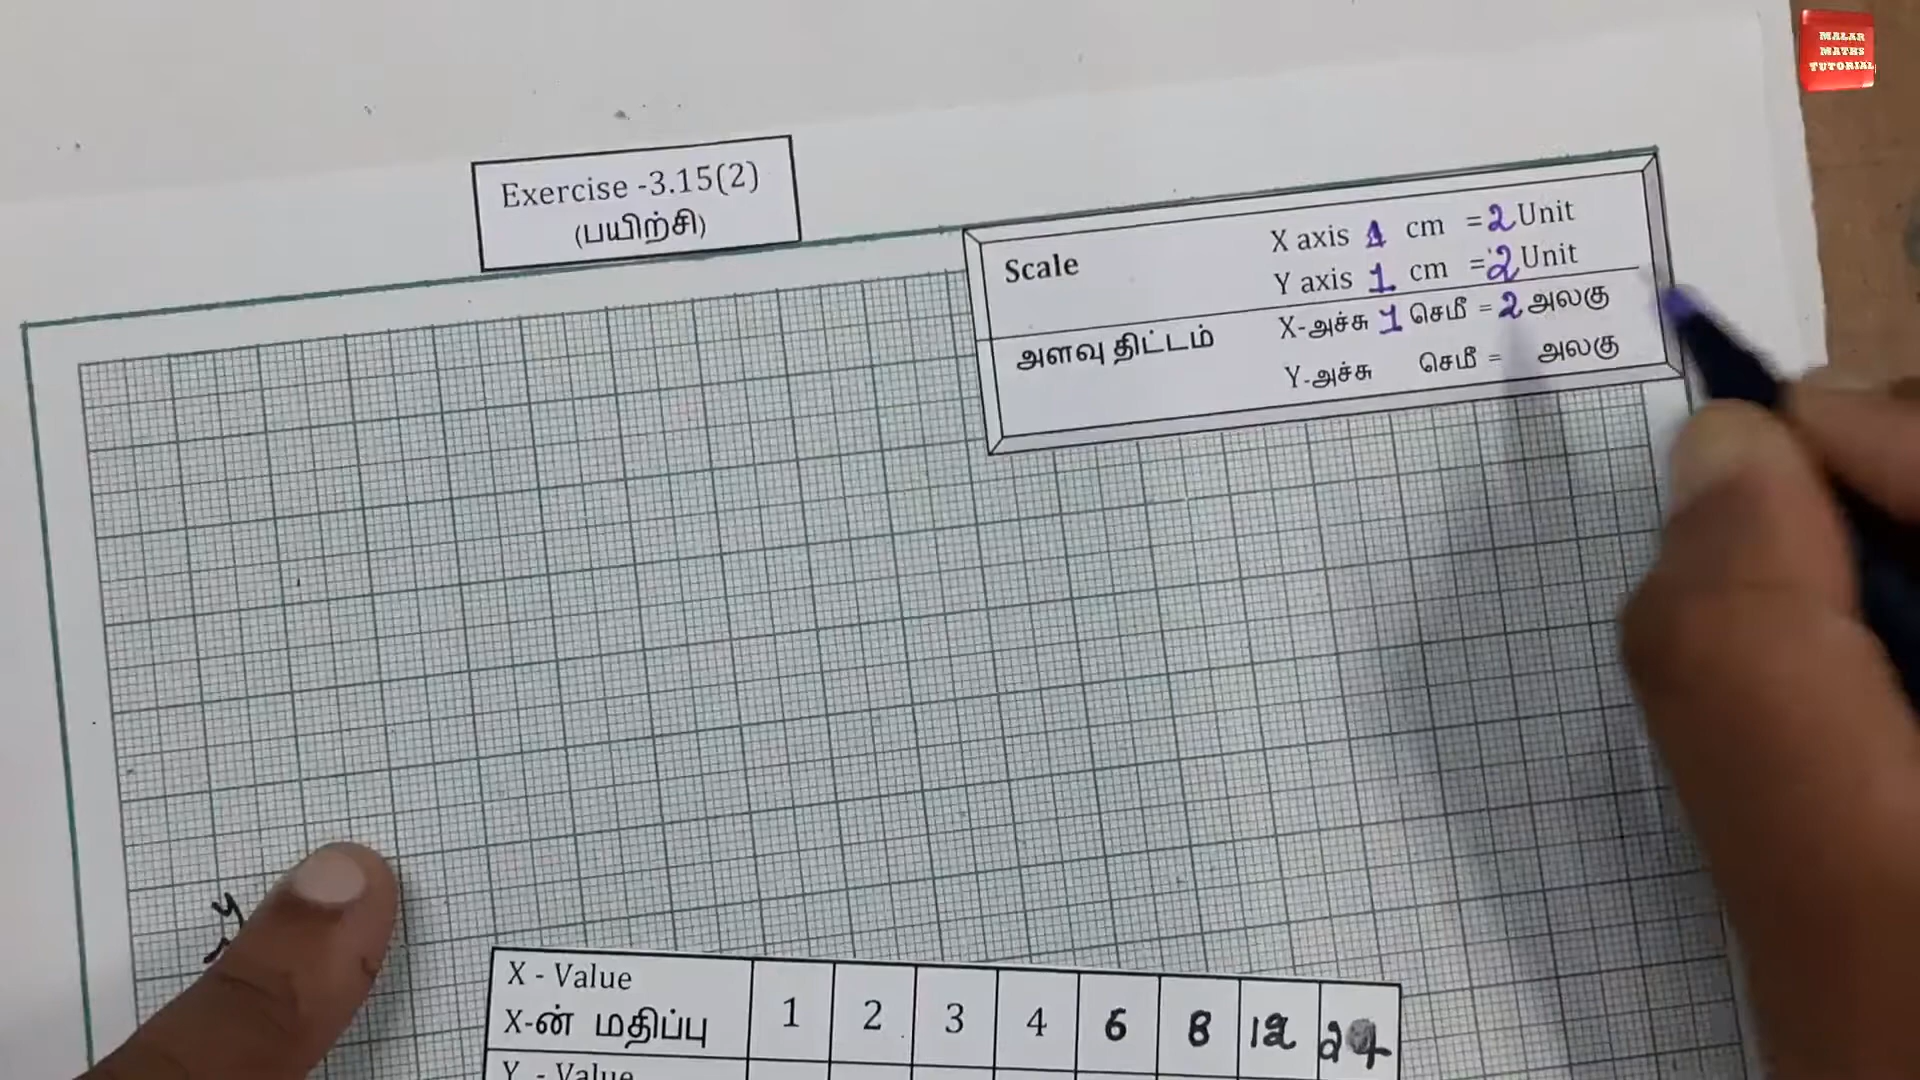 MALAR
MATHS
TUTORIAL
Exercise -3.15(2)
(பயிற்சி)
Scale
X axis 1 cm =2 Unit
Y axis 1 cm =2 Unit
அளவு திட்டம்
X-அச்சு 1 செமீ = 2 அலகு
Y-அச்சு செமீ = அலகு
y
X - Value
X-ன் மதிப்பு
1 2 3 4 6 8 12 24
Y - Value